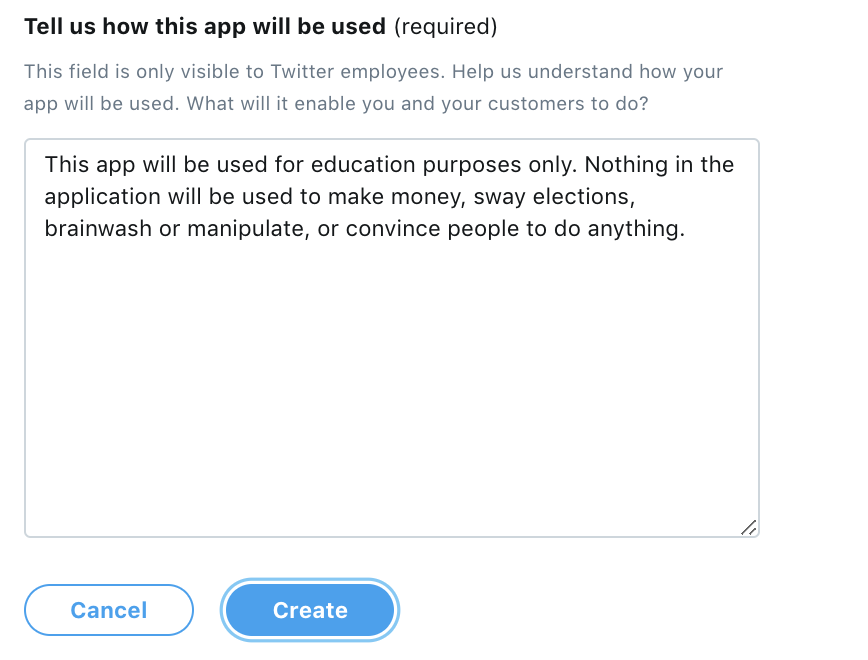 Tell us how this app will be used (required)
This field is only visible to Twitter employees. Help us understand how your
app will be used. What will it enable you and your customers to do?
This app will be used for education purposes only. Nothing in the
application will be used to make money, sway elections,
brainwash or manipulate, or convince people to do anything.
Cancel Create